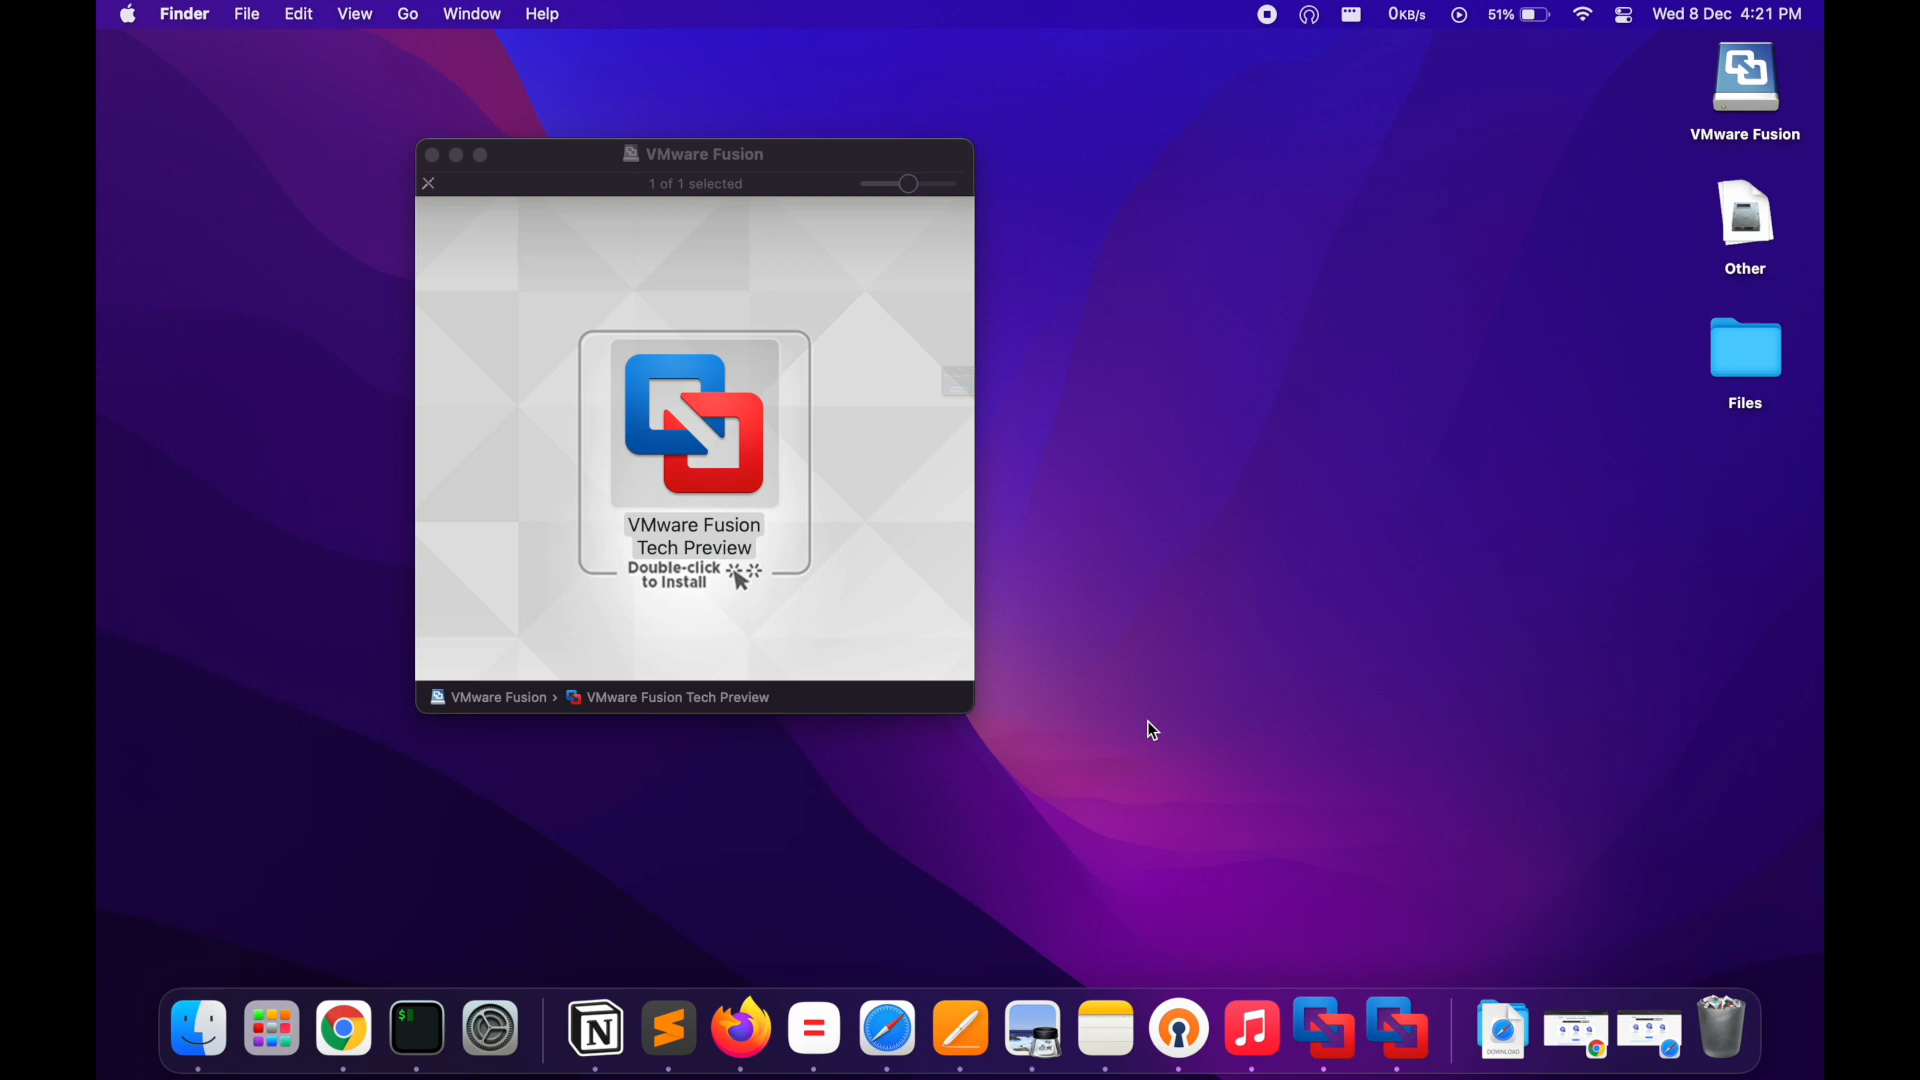 Finder File Edit View Go Window Help 0KB/s 51% Wed 8 Dec 4:21 PM
VMware Fusion
Other
Files
VMware Fusion
1 of 1 selected
VMware Fusion
Tech Preview
Double-click
to Install
VMware Fusion › VMware Fusion Tech Preview
$
N
DOWNLOAD